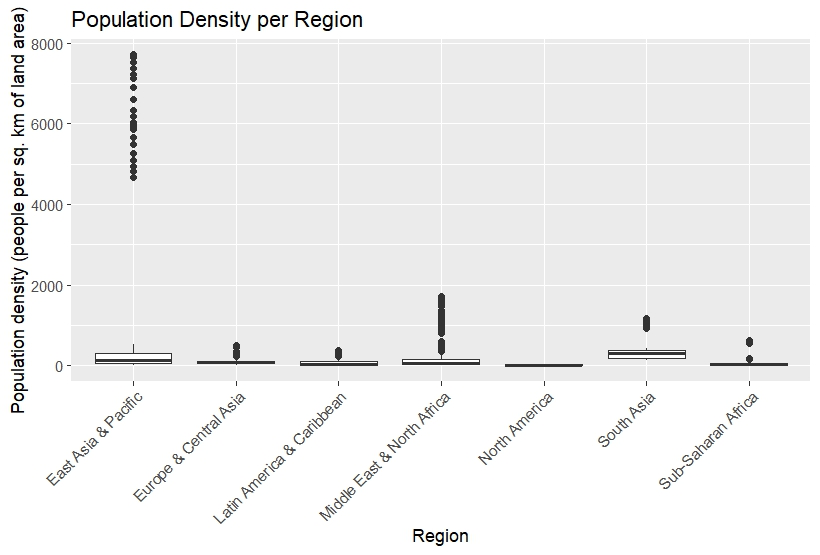 Population Density per Region
Population density (people per sq. km of land area)
8000
6000
4000
2000
0
East Asia & Pacific
Europe & Central Asia
Latin America & Caribbean
Middle East & North Africa
North America
South Asia
Sub-Saharan Africa
Region